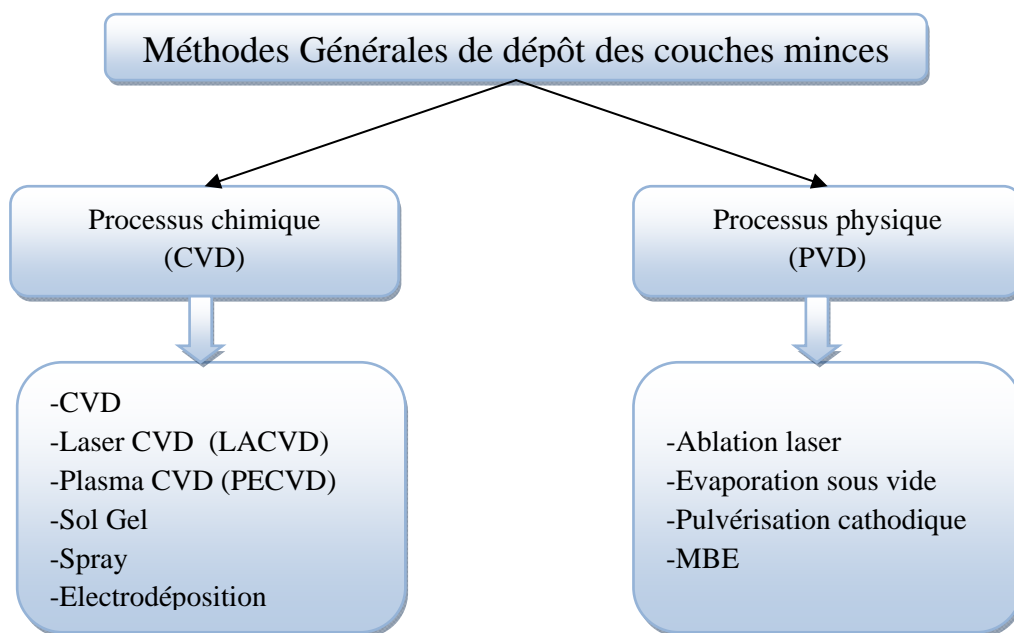 Méthodes Générales de dépôt des couches minces
Processus chimique
(CVD)
Processus physique
(PVD)
-CVD
-Laser CVD (LACVD)
-Plasma CVD (PECVD)
-Sol Gel
-Spray
-Electrodéposition
-Ablation laser
-Evaporation sous vide
-Pulvérisation cathodique
-MBE